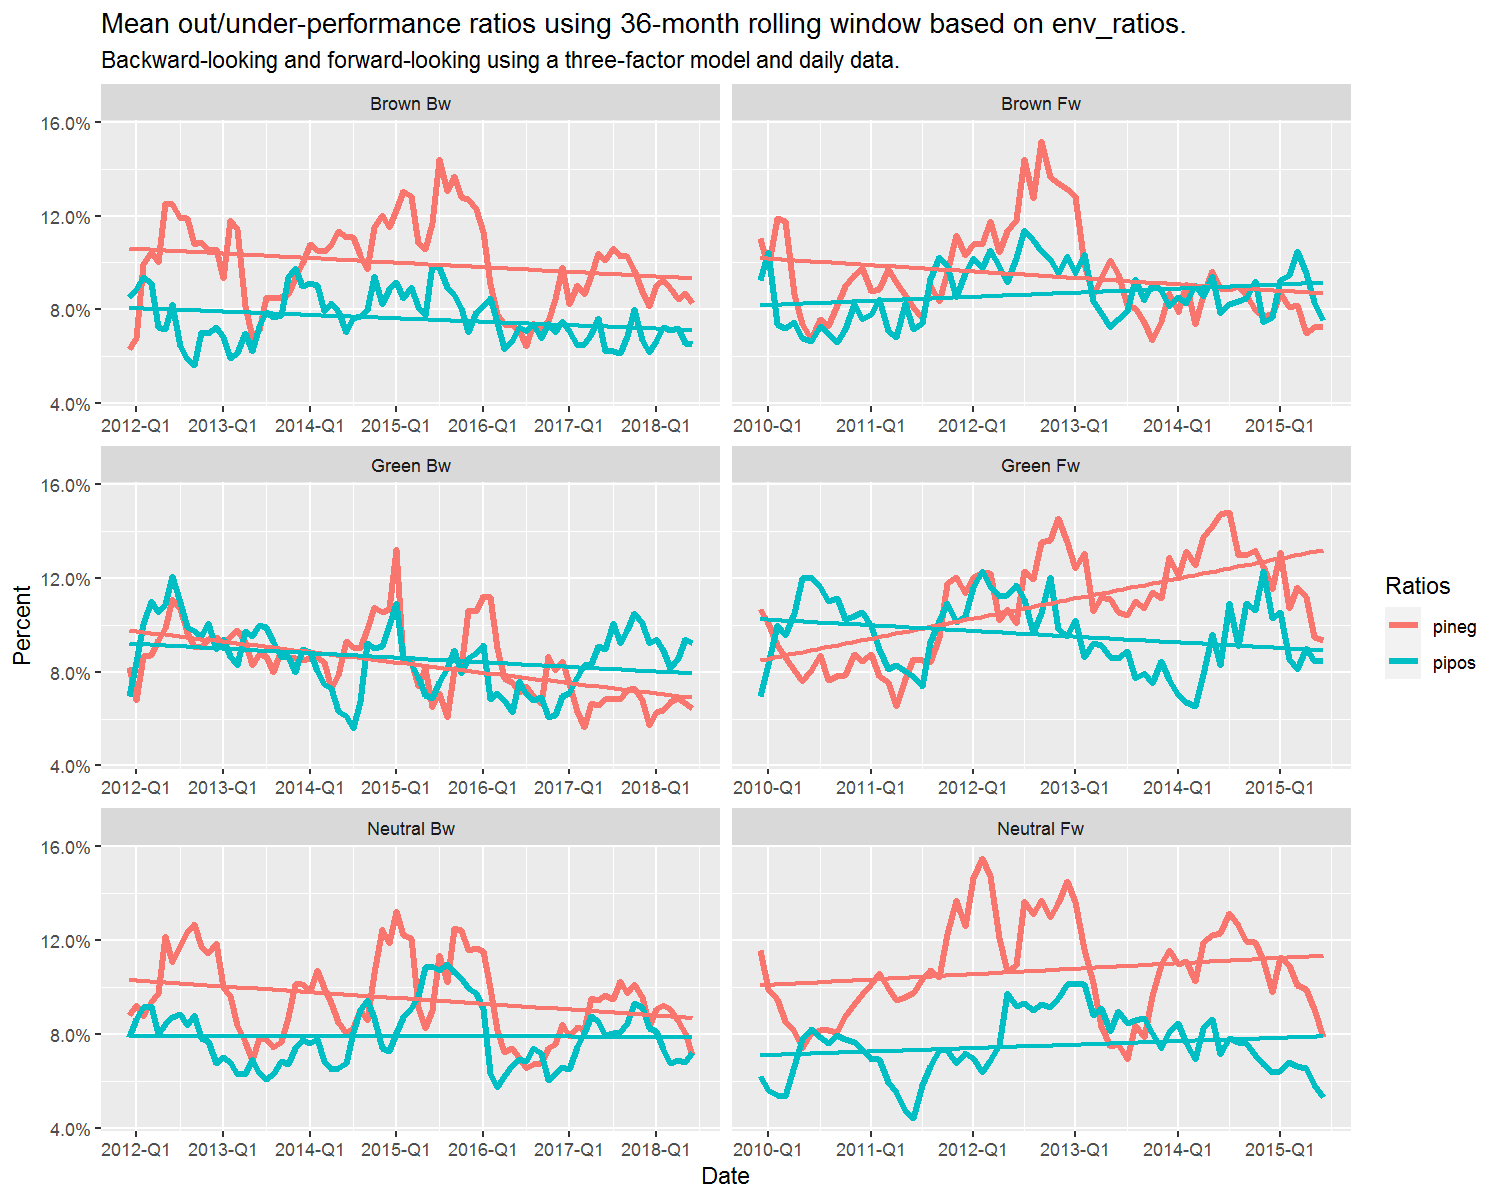 Mean out/under-performance ratios using 36-month rolling window based on env_ratios.
Backward-looking and forward-looking using a three-factor model and daily data.
Brown Bw
Brown Fw
16.0%
12.0%
8.0%
4.0%
2012-Q1 2013-Q1 2014-Q1 2015-Q1 2016-Q1 2017-Q1 2018-Q1
2010-Q1 2011-Q1 2012-Q1 2013-Q1 2014-Q1 2015-Q1
Green Bw
Green Fw
16.0%
12.0%
8.0%
4.0%
2012-Q1 2013-Q1 2014-Q1 2015-Q1 2016-Q1 2017-Q1 2018-Q1
2010-Q1 2011-Q1 2012-Q1 2013-Q1 2014-Q1 2015-Q1
Neutral Bw
Neutral Fw
16.0%
12.0%
8.0%
4.0%
2012-Q1 2013-Q1 2014-Q1 2015-Q1 2016-Q1 2017-Q1 2018-Q1
2010-Q1 2011-Q1 2012-Q1 2013-Q1 2014-Q1 2015-Q1
Percent
Date
Ratios
pineg
pipos